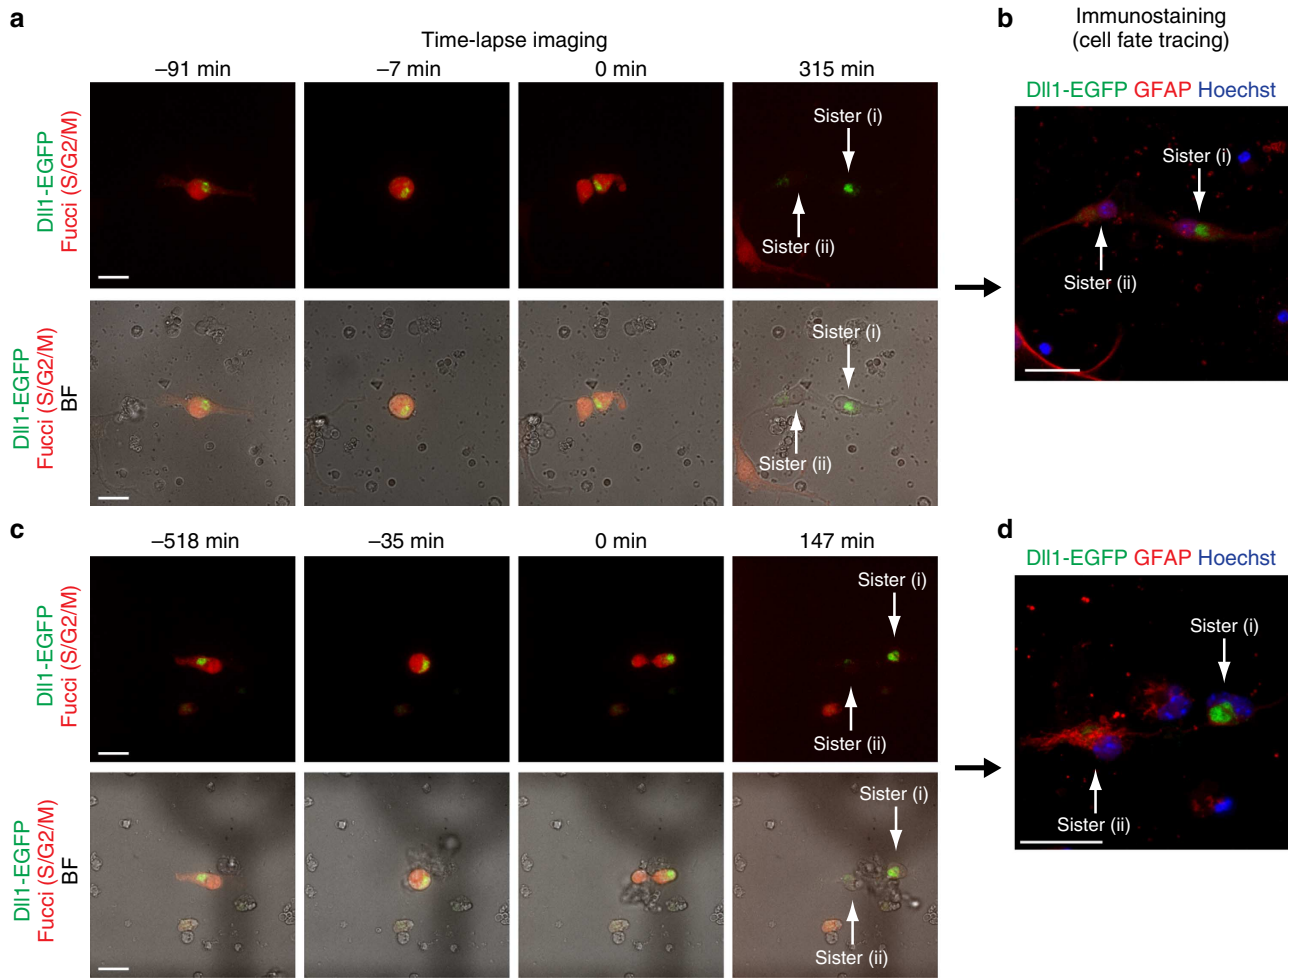 a
Time-lapse imaging
–91 min
–7 min
0 min
315 min
Dll1-EGFP
Fucci (S/G2/M)
Sister (i)
Sister (ii)
Dll1-EGFP
Fucci (S/G2/M)
BF
Sister (i)
Sister (ii)
b
Immunostaining
(cell fate tracing)
Dll1-EGFP GFAP Hoechst
Sister (i)
Sister (ii)
c
–518 min
–35 min
0 min
147 min
Dll1-EGFP
Fucci (S/G2/M)
Sister (i)
Sister (ii)
Dll1-EGFP
Fucci (S/G2/M)
BF
Sister (i)
Sister (ii)
d
Dll1-EGFP GFAP Hoechst
Sister (i)
Sister (ii)